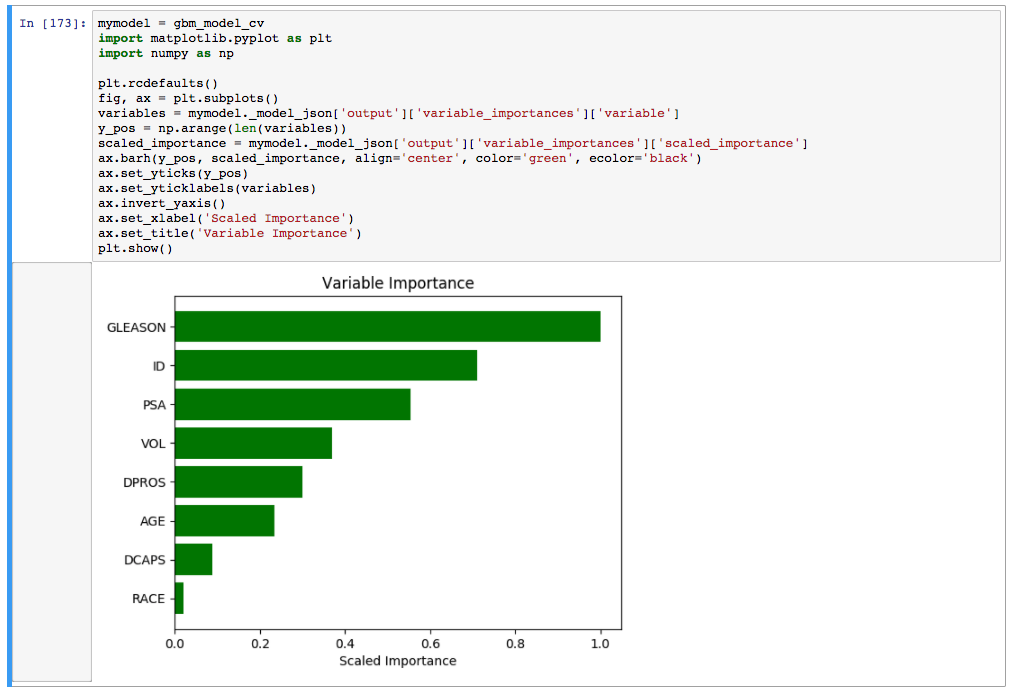 In [173]: mymodel = gbm_model_cv
import matplotlib.pyplot as plt
import numpy as np
plt.rcdefaults()
fig, ax = plt.subplots()
variables = mymodel._model_json['output']['variable_importances']['variable']
y_pos = np.arange(len(variables))
scaled_importance = mymodel._model_json['output']['variable_importances']['scaled_importance']
ax.barh(y_pos, scaled_importance, align='center', color='green', ecolor='black')
ax.set_yticks(y_pos)
ax.set_yticklabels(variables)
ax.invert_yaxis()
ax.set_xlabel('Scaled Importance')
ax.set_title('Variable Importance')
plt.show()
Variable Importance
GLEASON
ID
PSA
VOL
DPROS
AGE
DCAPS
RACE
0.0 0.2 0.4 0.6 0.8 1.0
Scaled Importance